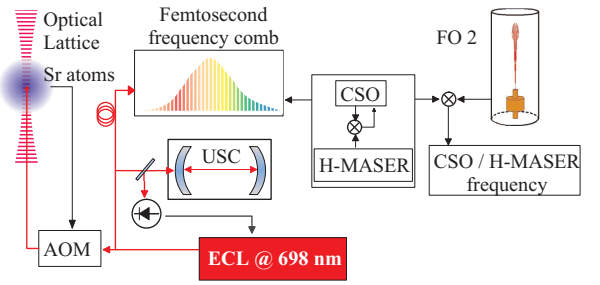 Optical
Lattice
Sr atoms
Femtosecond
frequency comb
FO 2
CSO
H-MASER
CSO / H-MASER
frequency
USC
AOM
ECL @ 698 nm